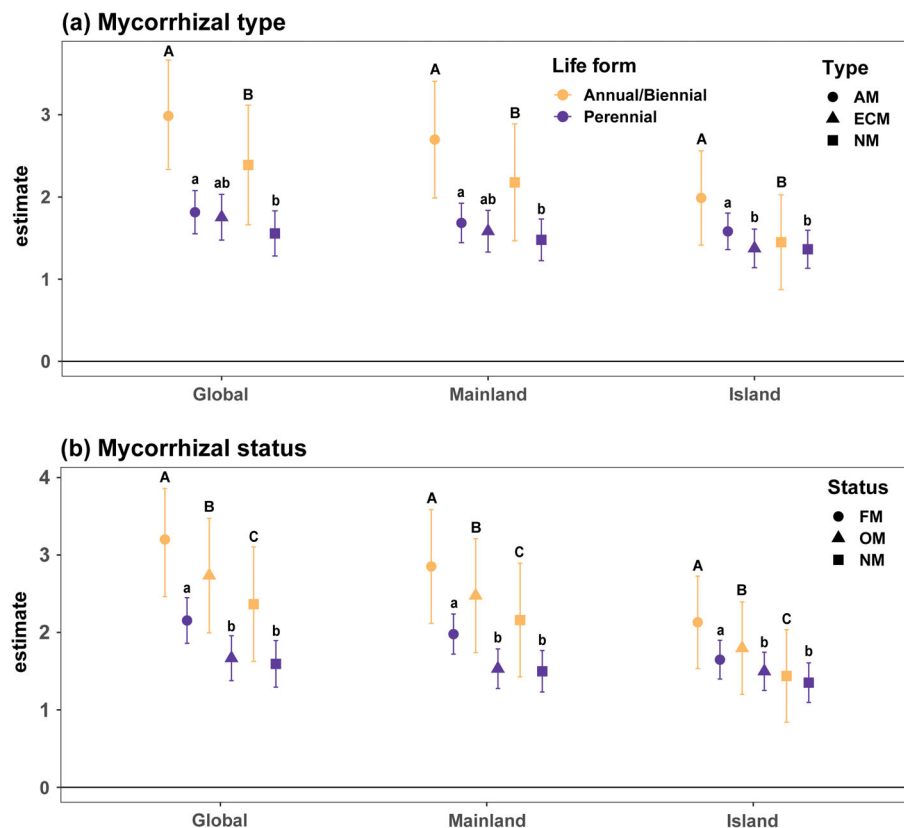 (a) Mycorrhizal type
A
A
A
B
B
B
a
ab
b
a
ab
b
a
b
b
Life form
Annual/Biennial
Perennial
Type
AM
ECM
NM
estimate
3
2
1
0
Global
Mainland
Island
(b) Mycorrhizal status
A
B
C
a
b
b
A
B
C
a
b
b
A
B
C
a
b
b
Status
FM
OM
NM
estimate
4
3
2
1
0
Global
Mainland
Island